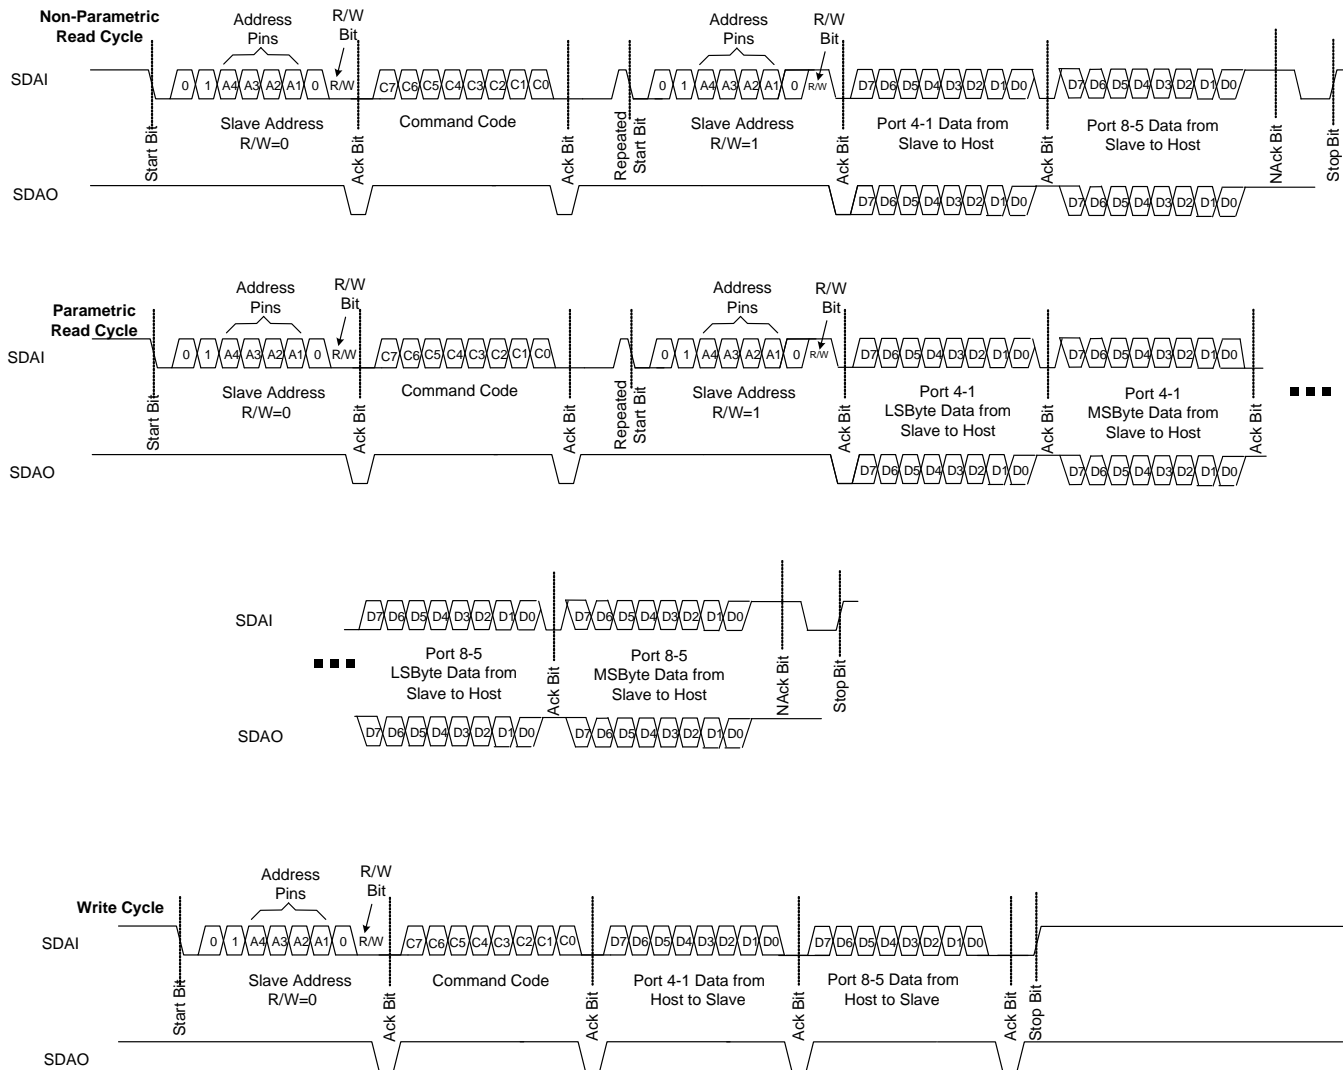 Non-Parametric
Read Cycle
Address
Pins
R/W
Bit
Address
Pins
R/W
Bit
SDAI
0 1 A4 A3 A2 A1 0 R/W C7 C6 C5 C4 C3 C2 C1 C0 0 1 A4 A3 A2 A1 0 R/W D7 D6 D5 D4 D3 D2 D1 D0 D7 D6 D5 D4 D3 D2 D1 D0
Start Bit
Slave Address
R/W=0
Ack Bit
Command Code
Ack Bit
Repeated
Start Bit
Slave Address
R/W=1
Ack Bit
Port 4-1 Data from
Slave to Host
Ack Bit
Port 8-5 Data from
Slave to Host
NAck Bit
Stop Bit
SDAO
D7 D6 D5 D4 D3 D2 D1 D0 D7 D6 D5 D4 D3 D2 D1 D0
Parametric
Read Cycle
Address
Pins
R/W
Bit
Address
Pins
R/W
Bit
SDAI
0 1 A4 A3 A2 A1 0 R/W C7 C6 C5 C4 C3 C2 C1 C0 0 1 A4 A3 A2 A1 0 R/W D7 D6 D5 D4 D3 D2 D1 D0 D7 D6 D5 D4 D3 D2 D1 D0
Start Bit
Slave Address
R/W=0
Ack Bit
Command Code
Ack Bit
Repeated
Start Bit
Slave Address
R/W=1
Ack Bit
Port 4-1
LSByte Data from
Slave to Host
Ack Bit
Port 4-1
MSByte Data from
Slave to Host
Ack Bit
SDAO
D7 D6 D5 D4 D3 D2 D1 D0 D7 D6 D5 D4 D3 D2 D1 D0
SDAI
D7 D6 D5 D4 D3 D2 D1 D0 D7 D6 D5 D4 D3 D2 D1 D0
Port 8-5
LSByte Data from
Slave to Host
Ack Bit
Port 8-5
MSByte Data from
Slave to Host
NAck Bit
Stop Bit
SDAO
D7 D6 D5 D4 D3 D2 D1 D0 D7 D6 D5 D4 D3 D2 D1 D0
Write Cycle
Address
Pins
R/W
Bit
SDAI
0 1 A4 A3 A2 A1 0 R/W C7 C6 C5 C4 C3 C2 C1 C0 D7 D6 D5 D4 D3 D2 D1 D0 D7 D6 D5 D4 D3 D2 D1 D0
Start Bit
Slave Address
R/W=0
Ack Bit
Command Code
Ack Bit
Port 4-1 Data from
Host to Slave
Ack Bit
Port 8-5 Data from
Host to Slave
Ack Bit
Stop Bit
SDAO